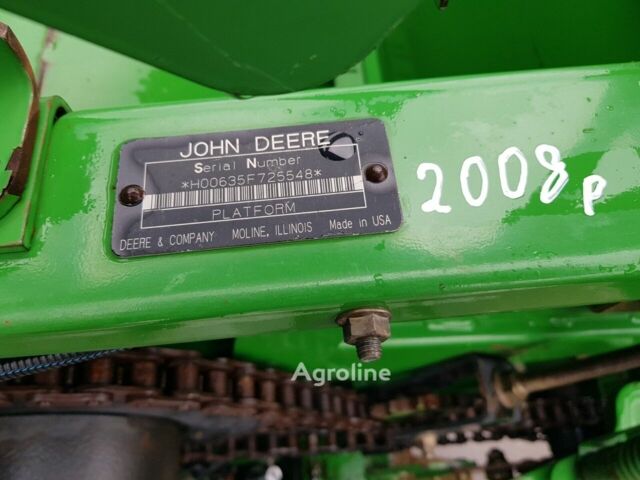 JOHN DEERE
Serial Number
*H00635F725548*
PLATFORM
DEERE & COMPANY MOLINE, ILLINOIS Made in USA
2008р
Agroline